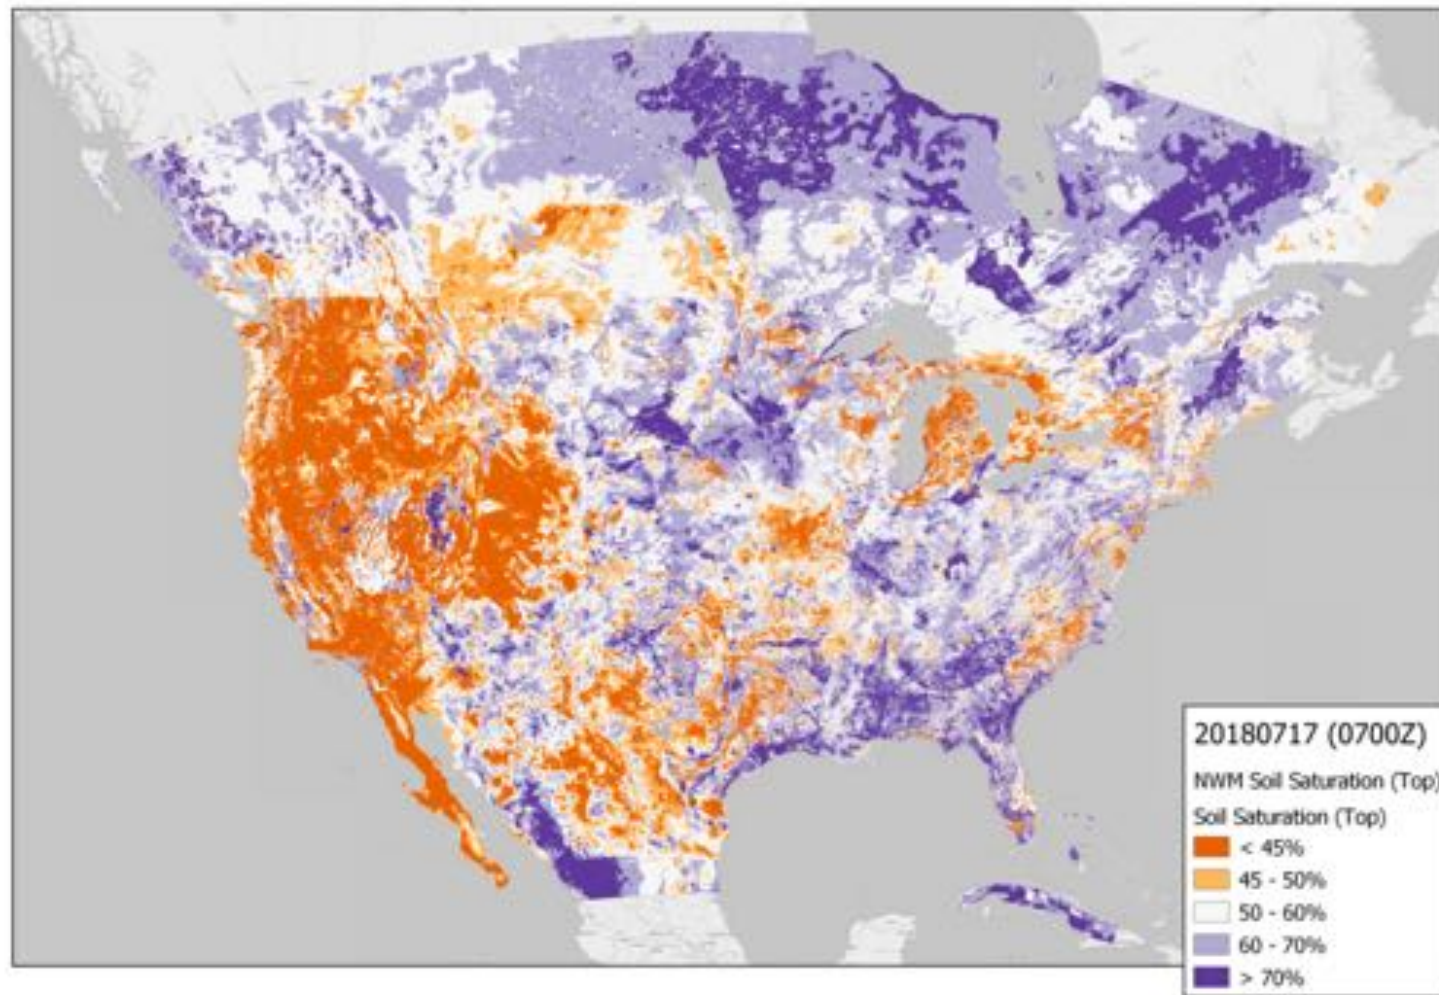 20180717 (0700Z)
NWM Soil Saturation (Top)
Soil Saturation (Top)
< 45%
45 - 50%
50 - 60%
60 - 70%
> 70%